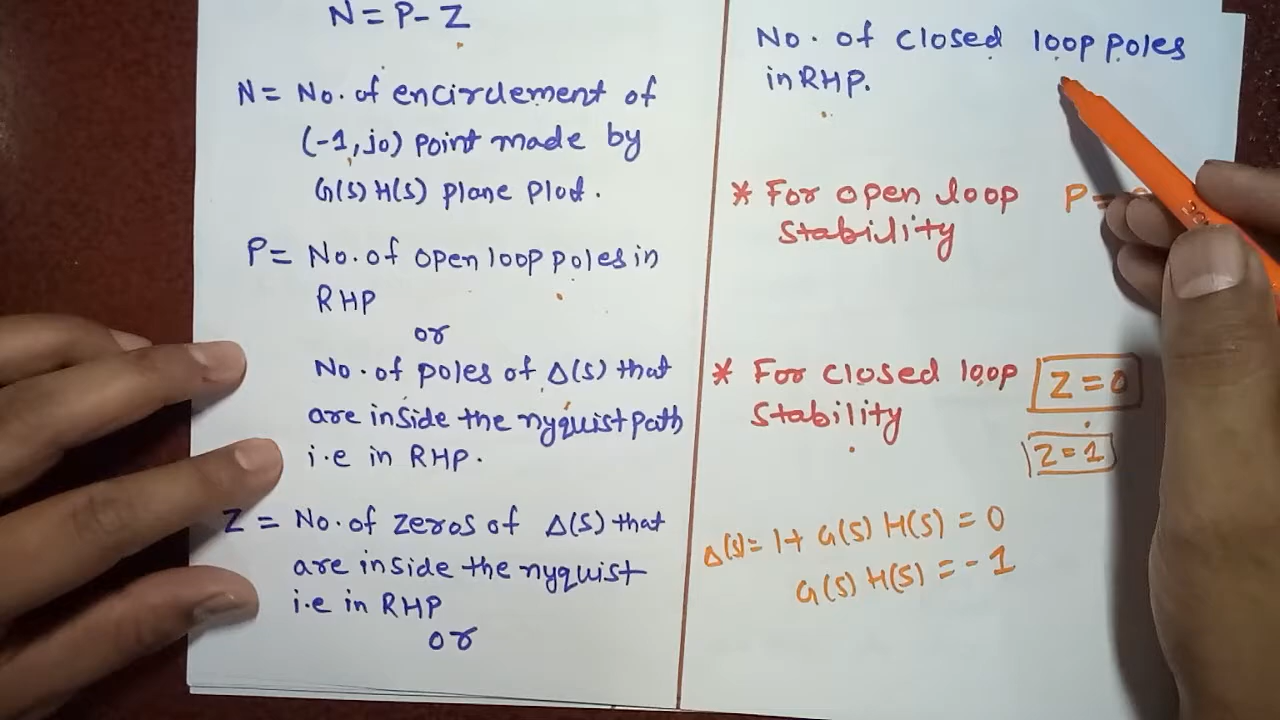 N = P - Z
N = No. of encirclement of
(-1, jo) point made by
G(s) H(s) plane plot.
P = No. of open loop poles in
RHP
or
No. of poles of Δ(s) that
are inside the nyquist path
i.e in RHP.
Z = No. of zeros of Δ(s) that
are inside the nyquist
i.e in RHP
or
No. of closed loop poles
in RHP.
* For open loop P =
stability
* For closed loop Z = 0
stability
Z = 1
Δ(s) = 1 + G(s) H(s) = 0
G(s) H(s) = - 1